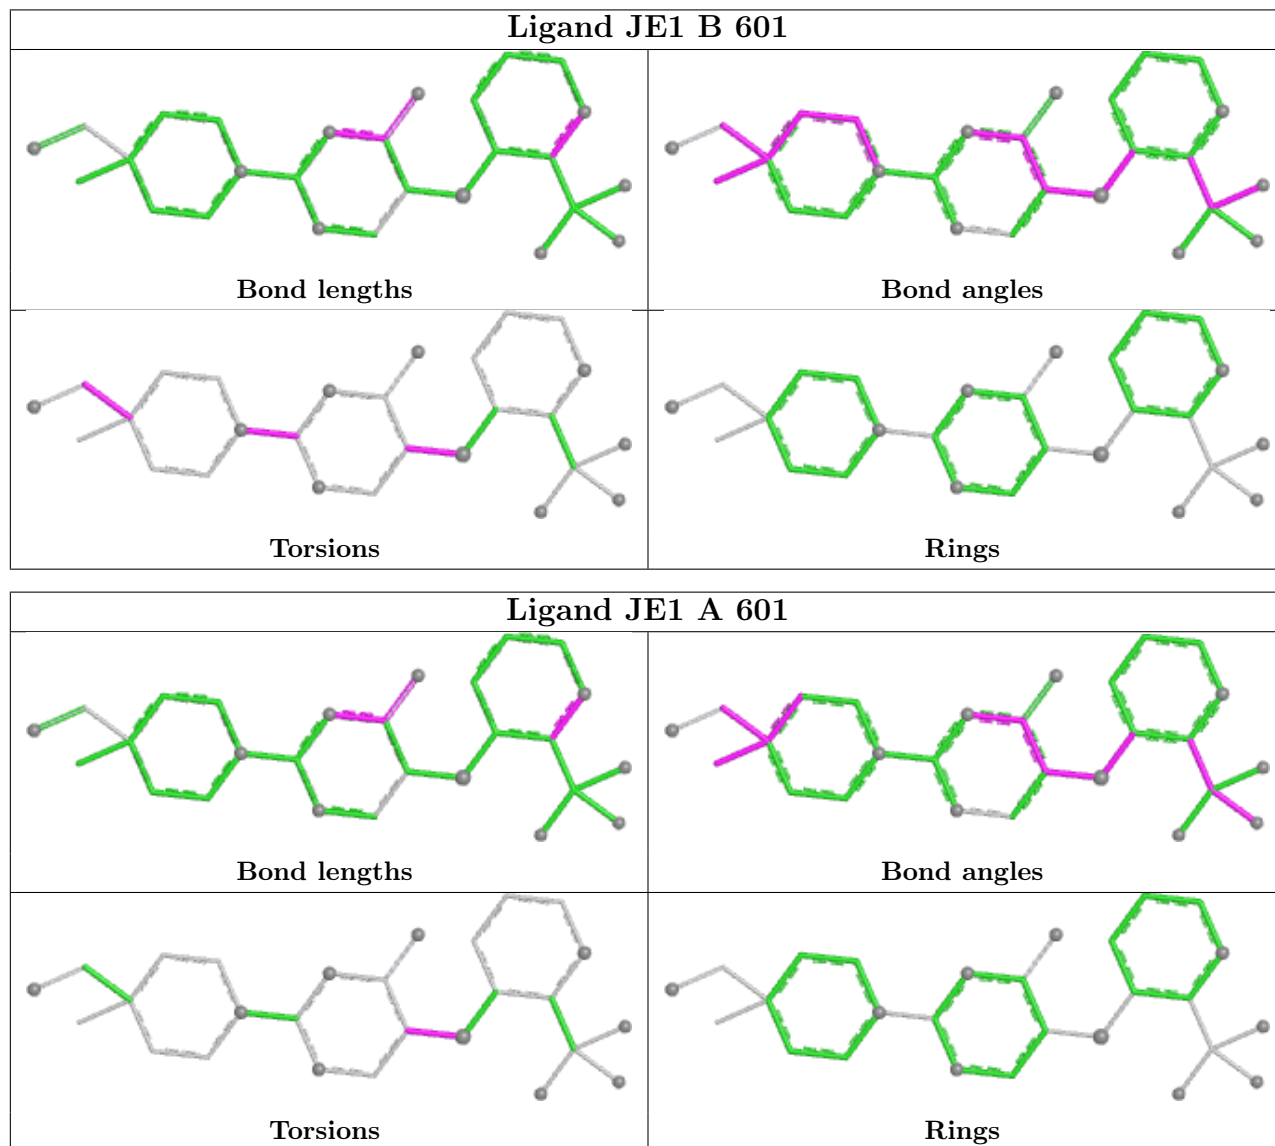 Ligand JE1 B 601
Bond lengths
Bond angles
Torsions
Rings
Ligand JE1 A 601
Bond lengths
Bond angles
Torsions
Rings